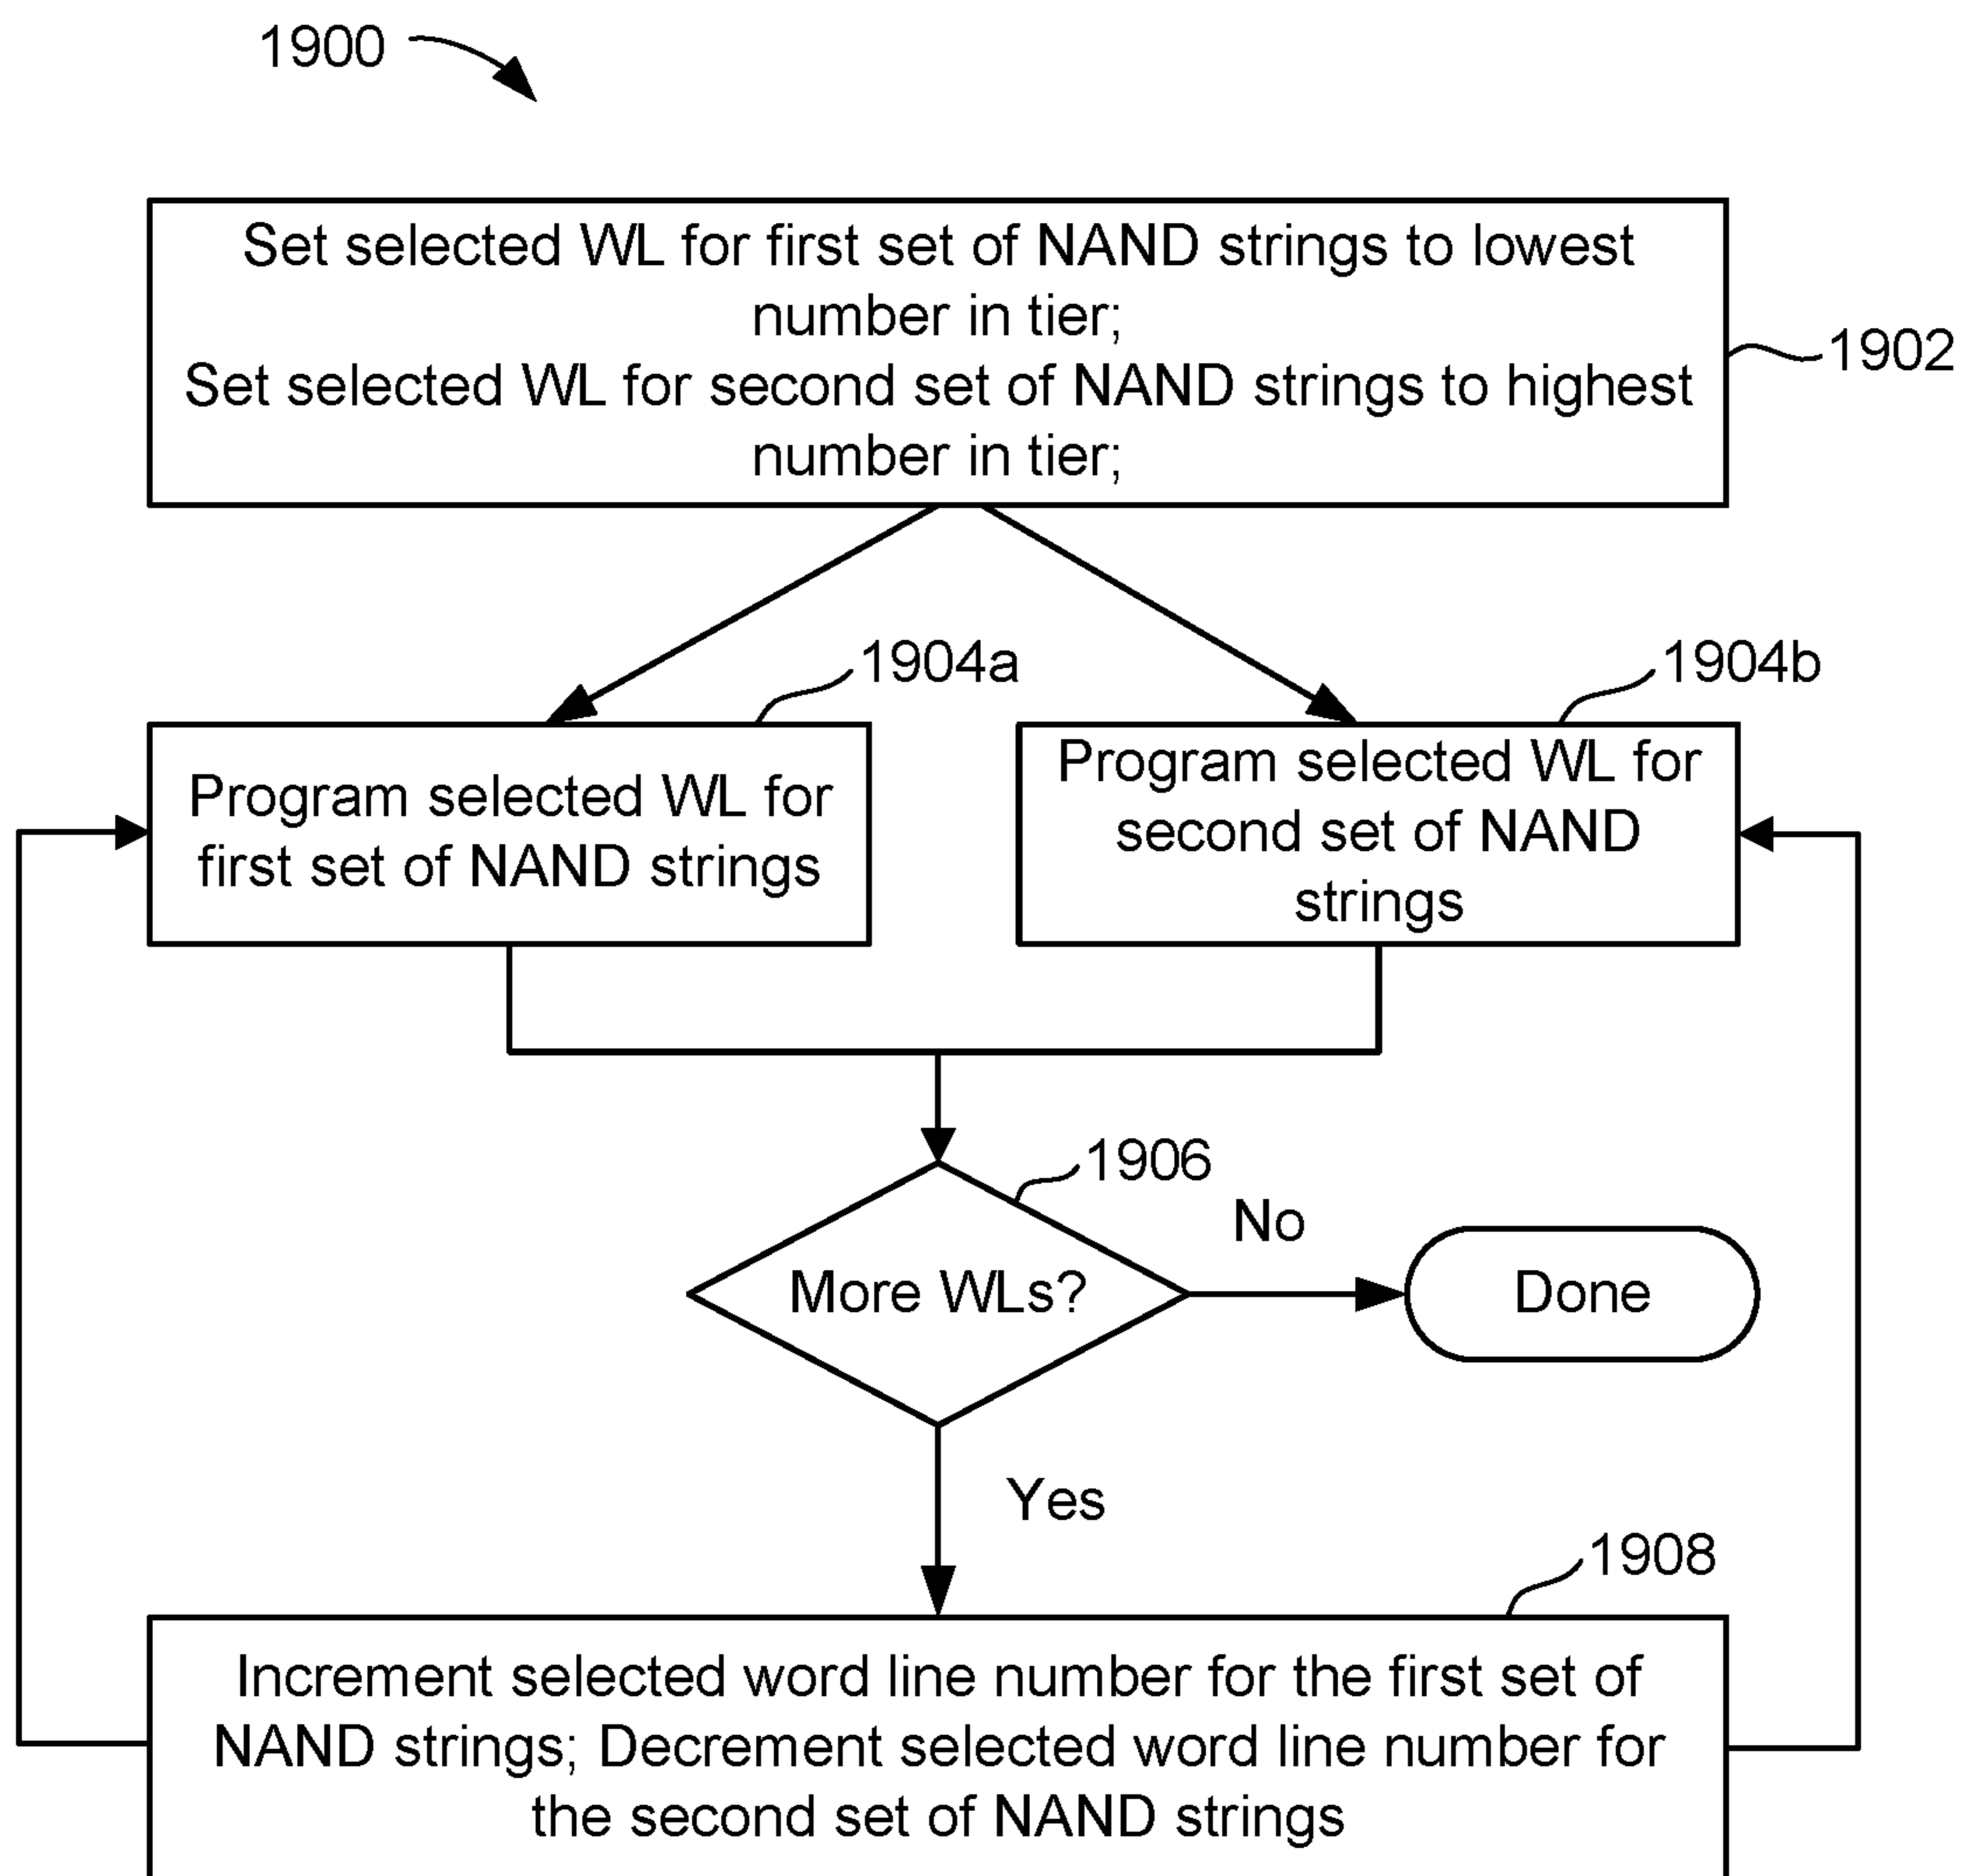 1900
Set selected WL for first set of NAND strings to lowest
number in tier;
Set selected WL for second set of NAND strings to highest
number in tier;
1902
1904a
1904b
Program selected WL for
first set of NAND strings
Program selected WL for
second set of NAND
strings
1906
No
More WLs?
Done
Yes
1908
Increment selected word line number for the first set of
NAND strings; Decrement selected word line number for
the second set of NAND strings